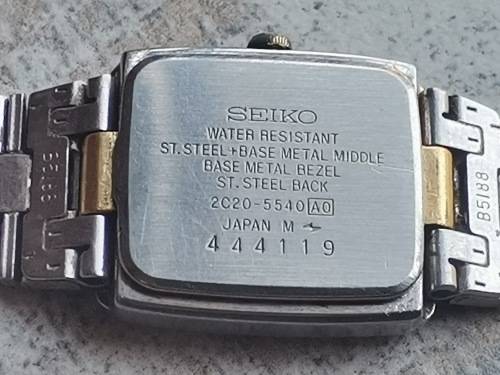 SEIKO
WATER RESISTANT
ST.STEEL+BASE METAL MIDDLE
BASE METAL BEZEL
ST.STEEL BACK
2C20-5540 A0
JAPAN M
444119
B5188